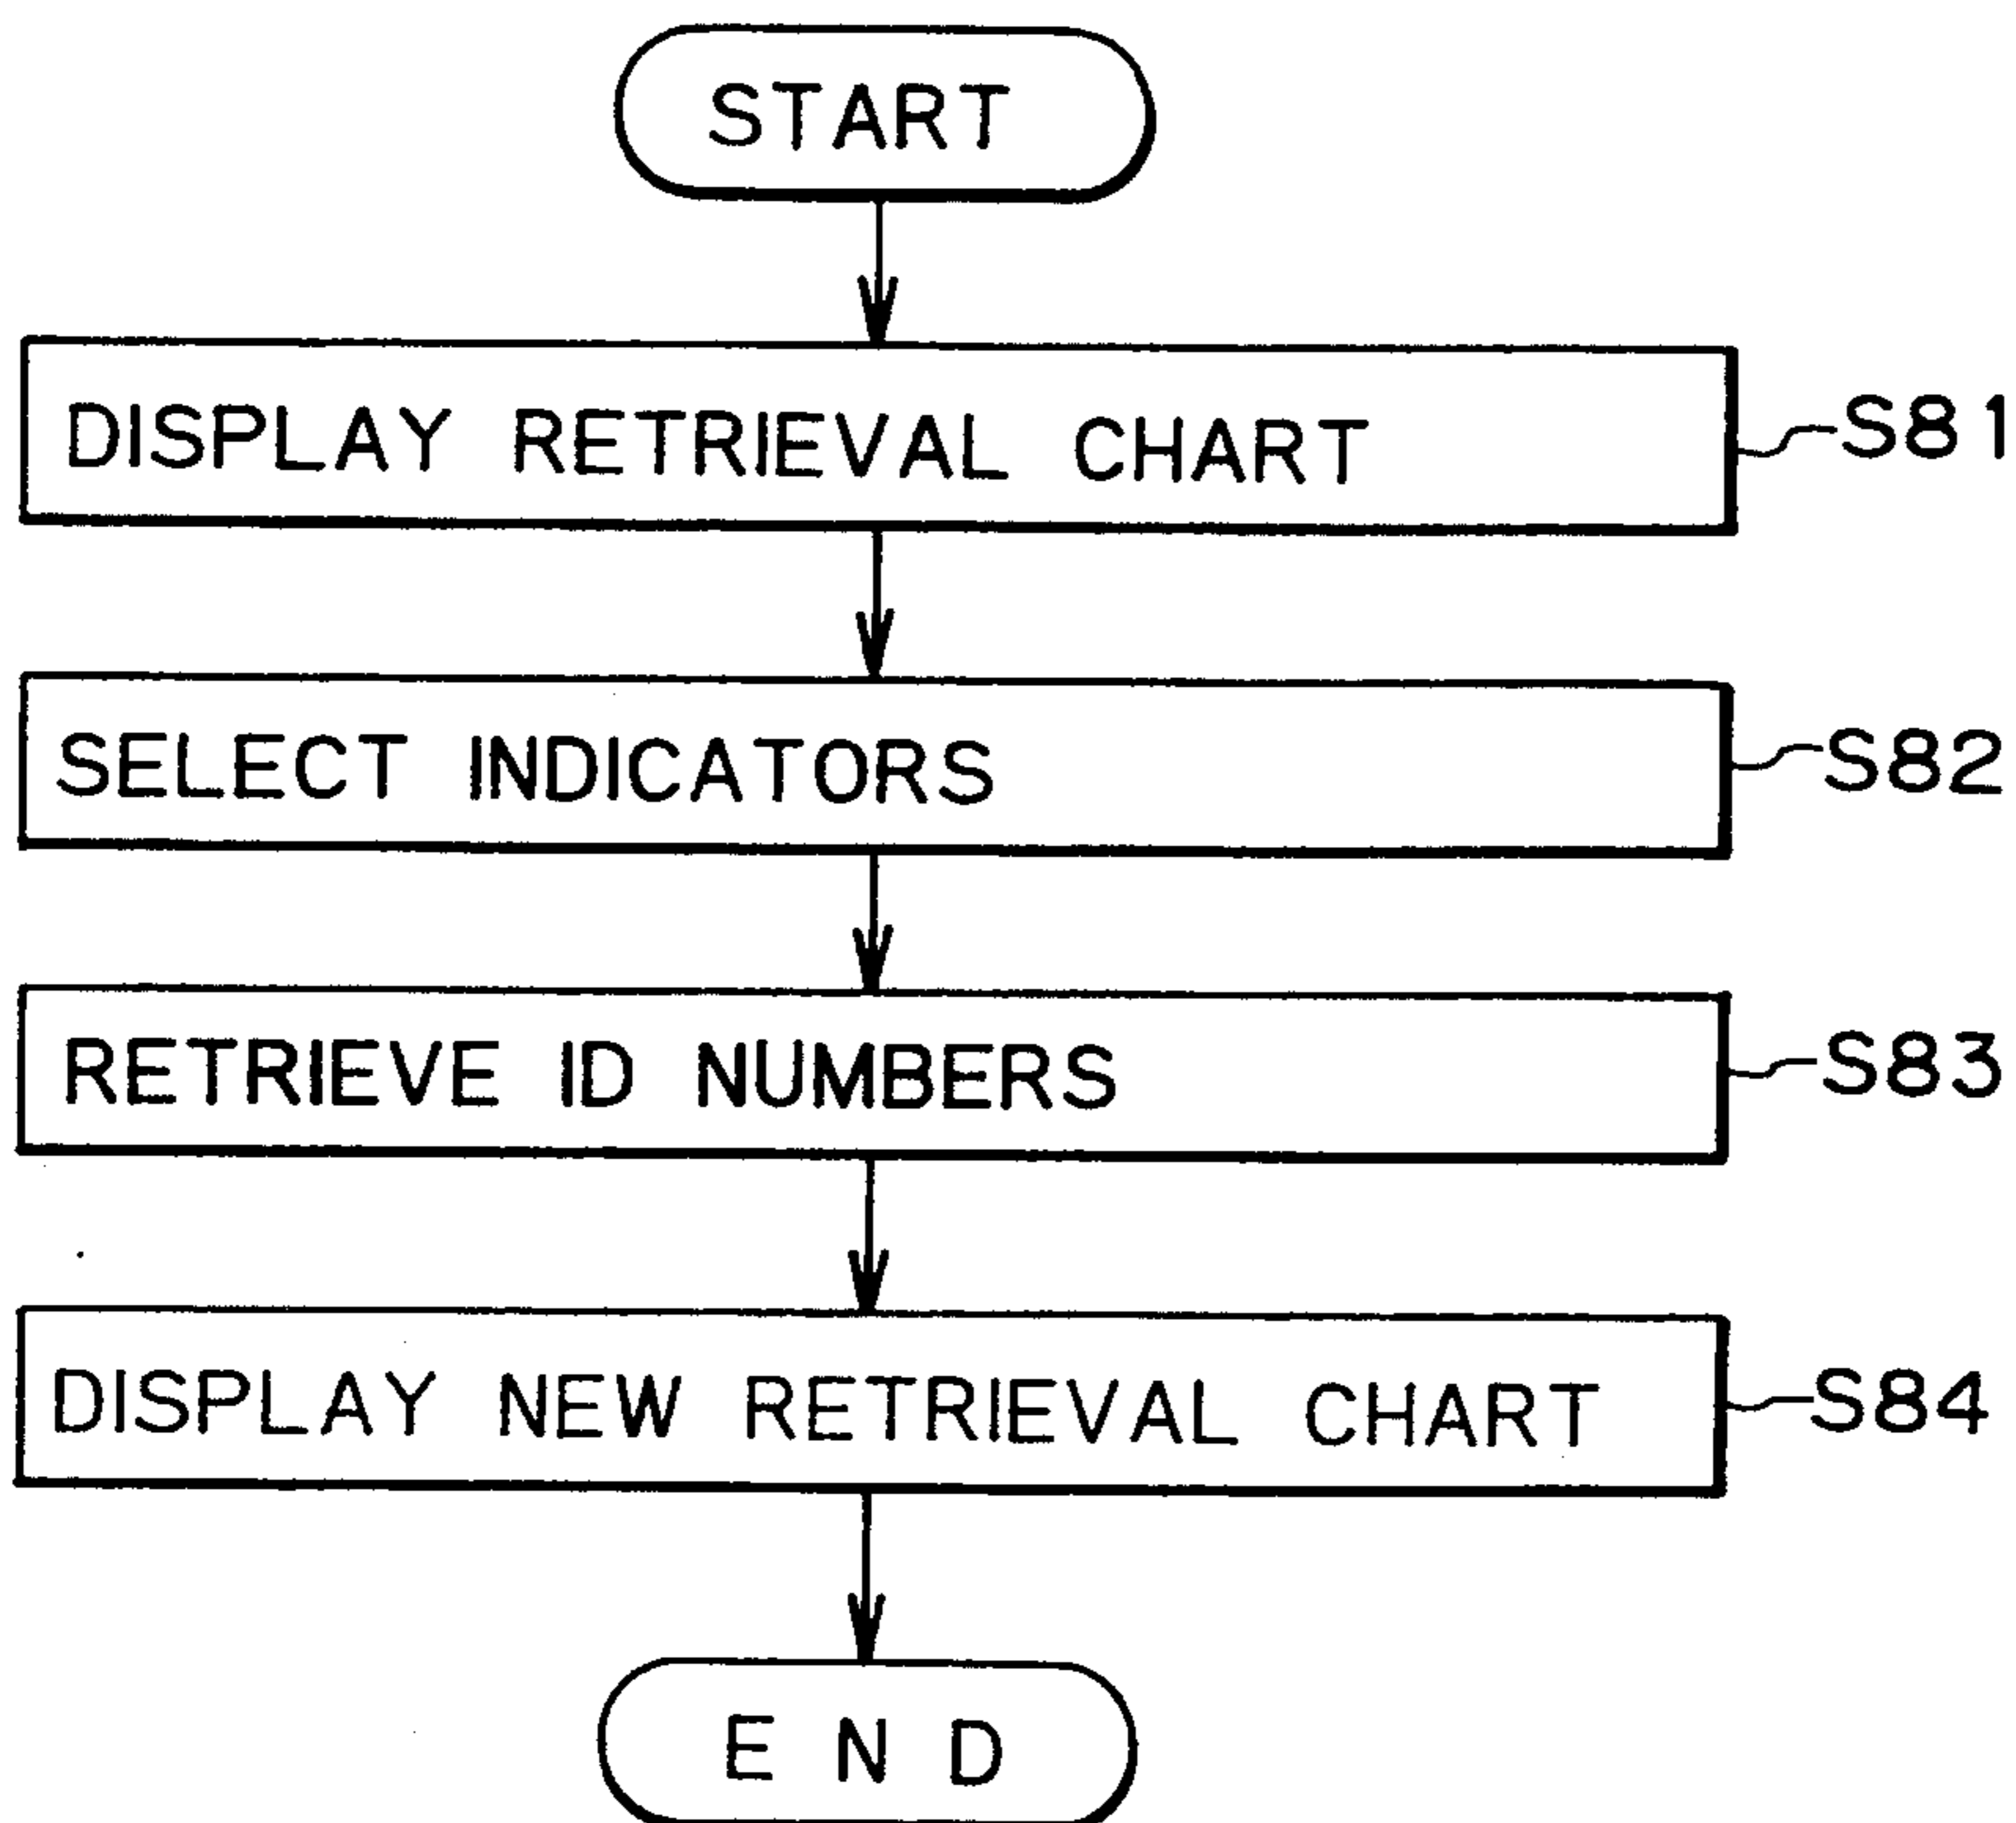 START
DISPLAY RETRIEVAL CHART
S81
SELECT INDICATORS
S82
RETRIEVE ID NUMBERS
S83
DISPLAY NEW RETRIEVAL CHART
S84
END